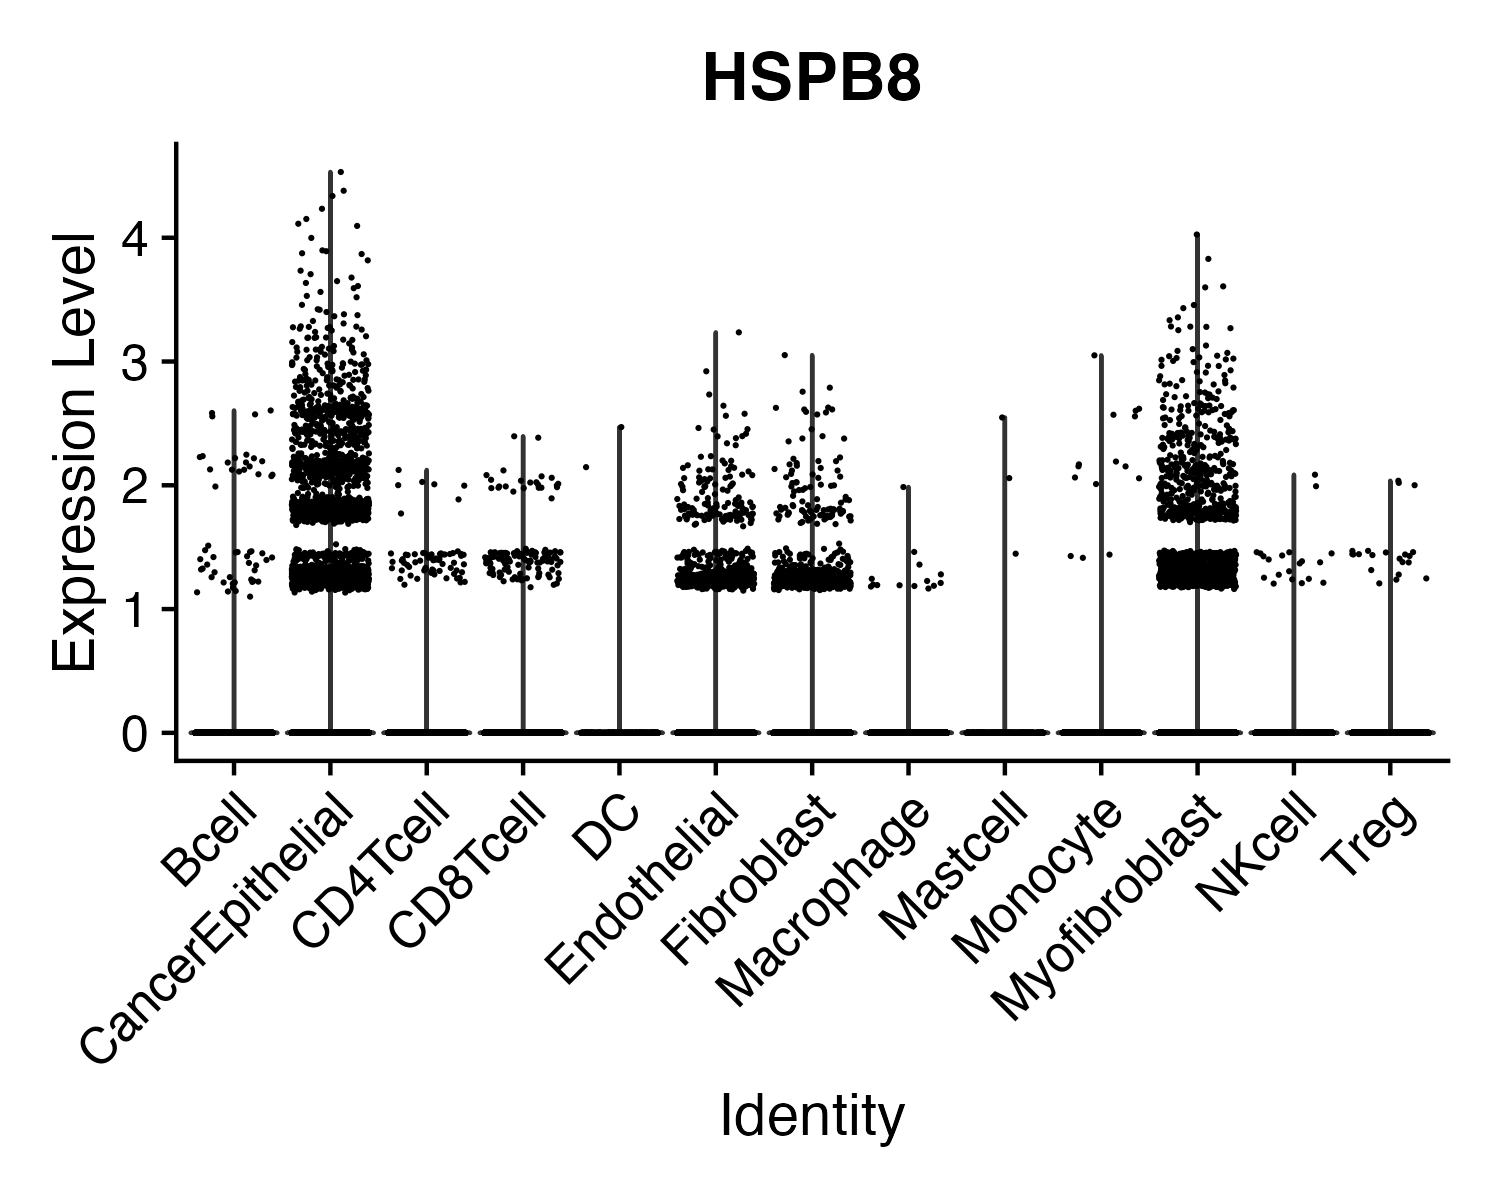 HSPB8
Expression Level
4
3
2
1
0
Bcell
CancerEpithelial
CD4Tcell
CD8Tcell
DC
Endothelial
Fibroblast
Macrophage
Mastcell
Monocyte
Myofibroblast
NKcell
Treg
Identity